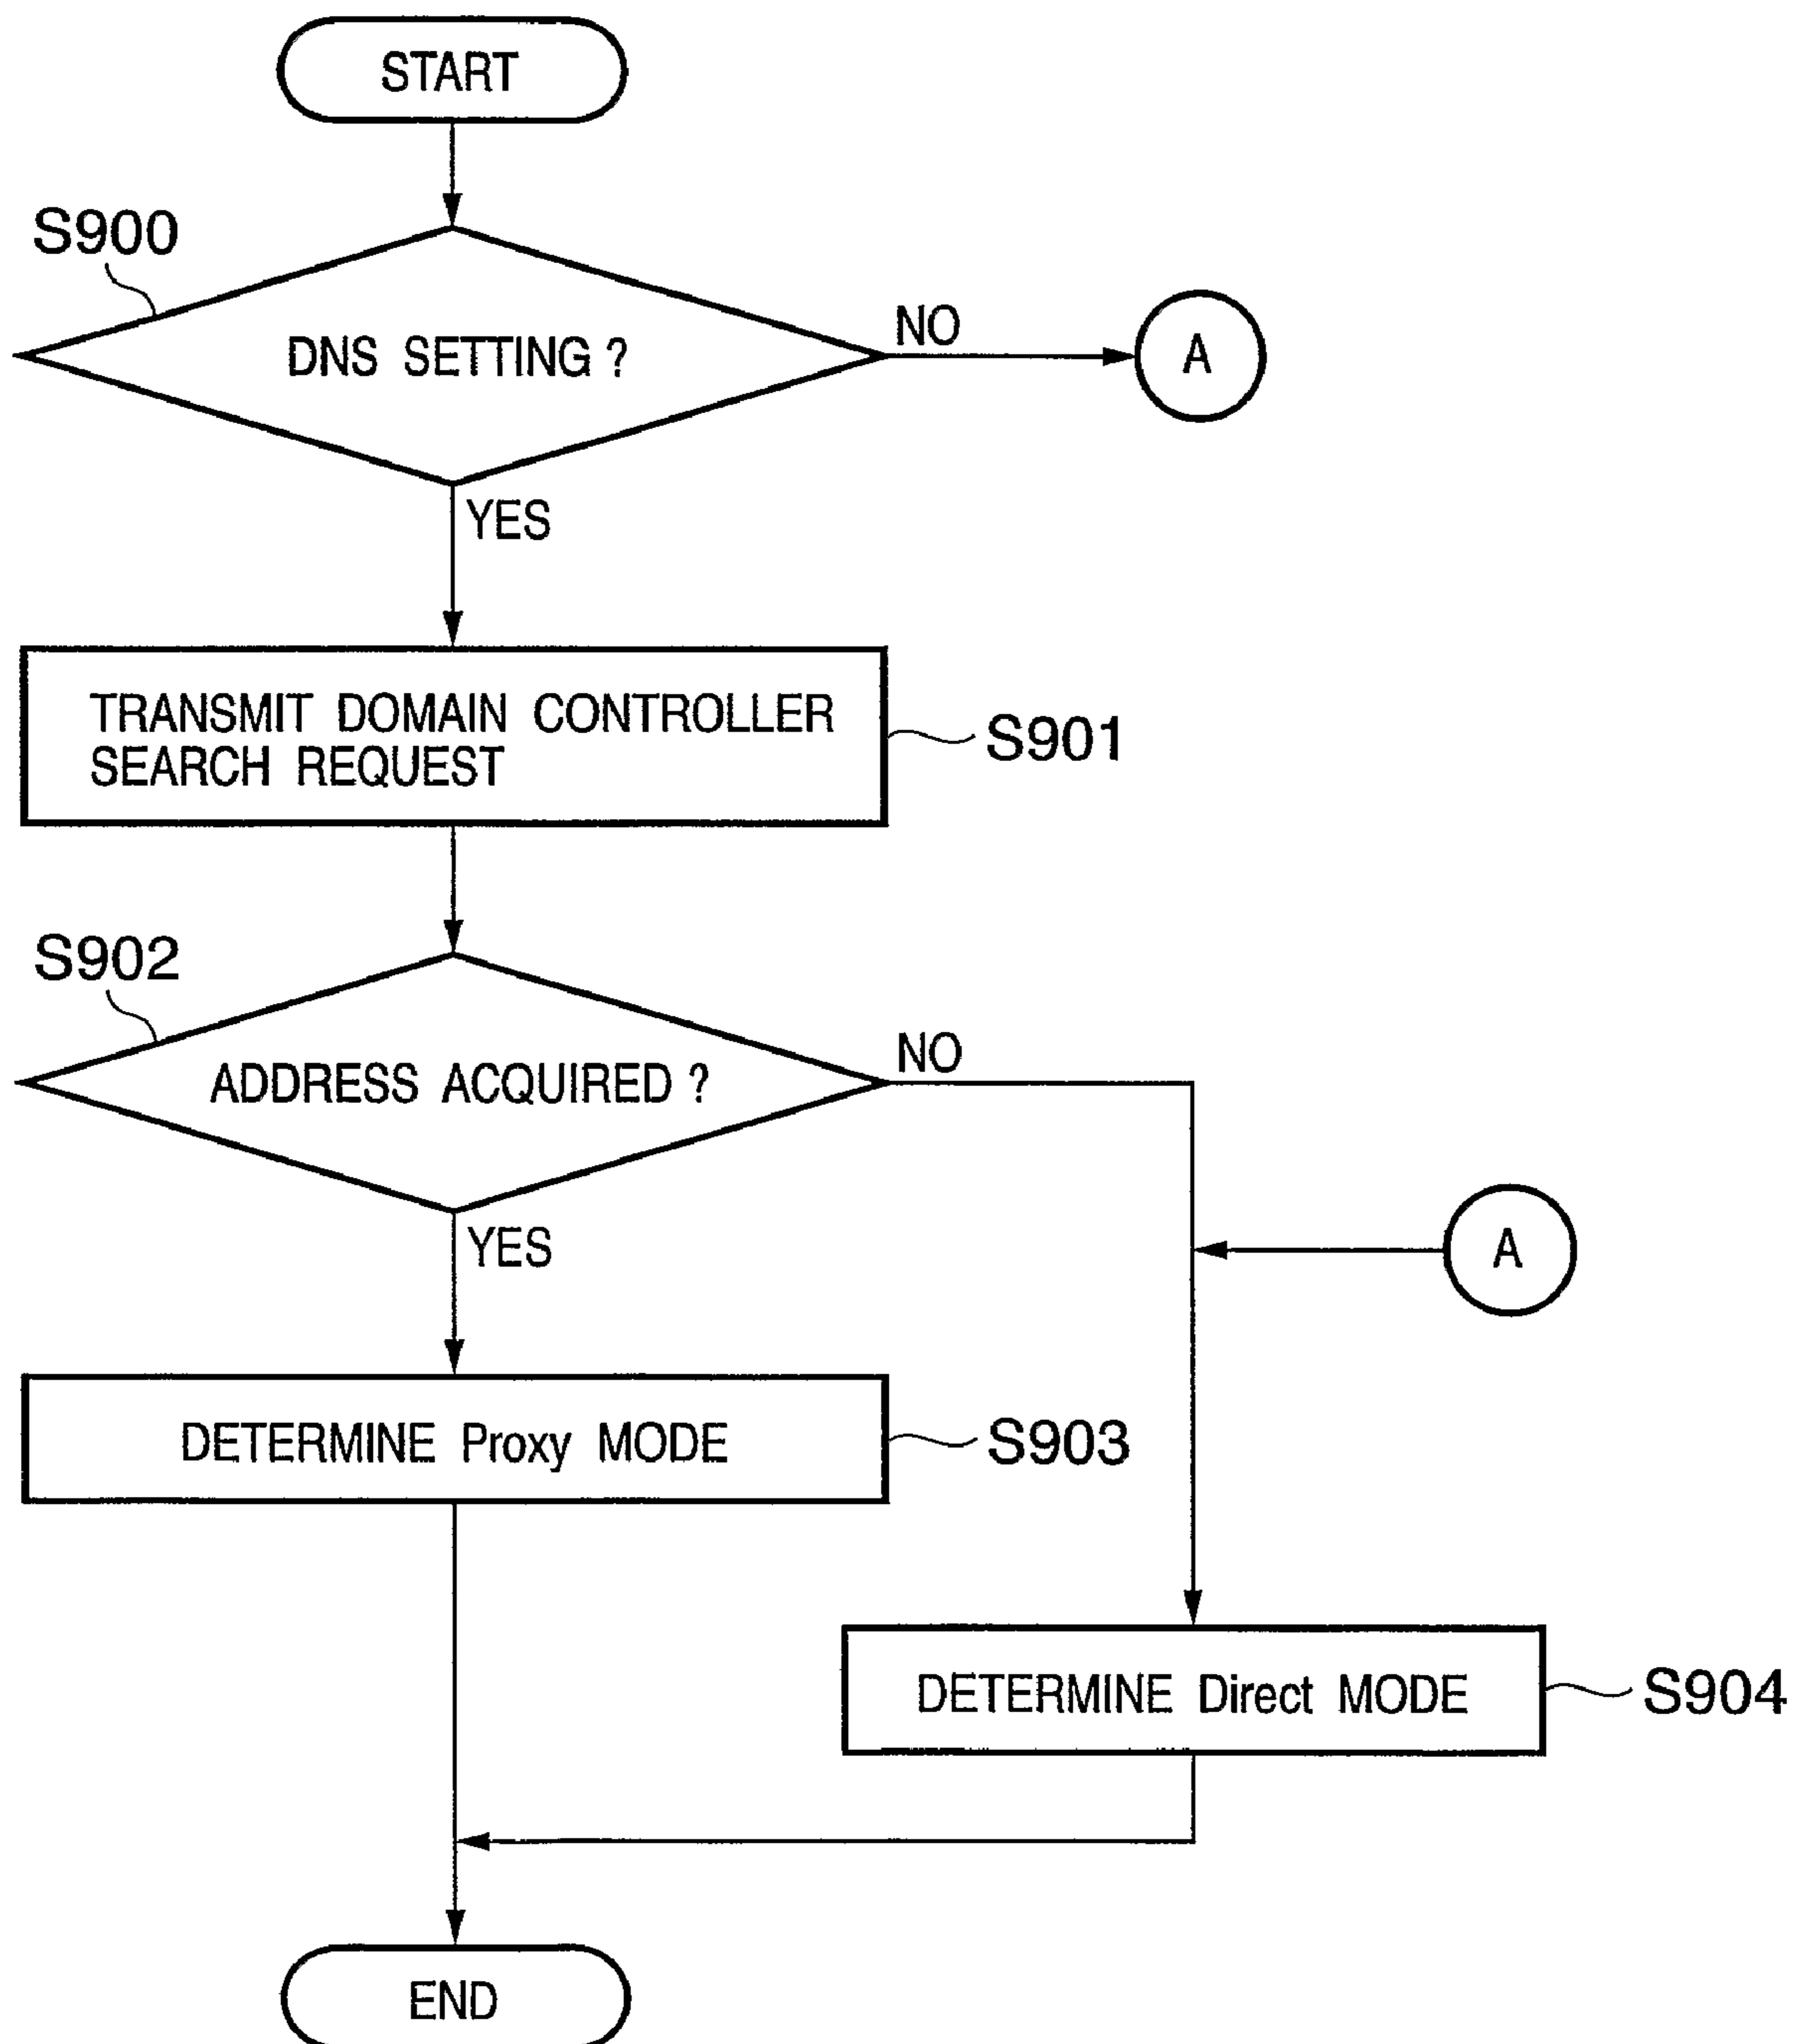 START
S900
DNS SETTING ?
NO
A
YES
TRANSMIT DOMAIN CONTROLLER
SEARCH REQUEST
S901
S902
ADDRESS ACQUIRED ?
NO
A
YES
DETERMINE Proxy MODE
S903
DETERMINE Direct MODE
S904
END